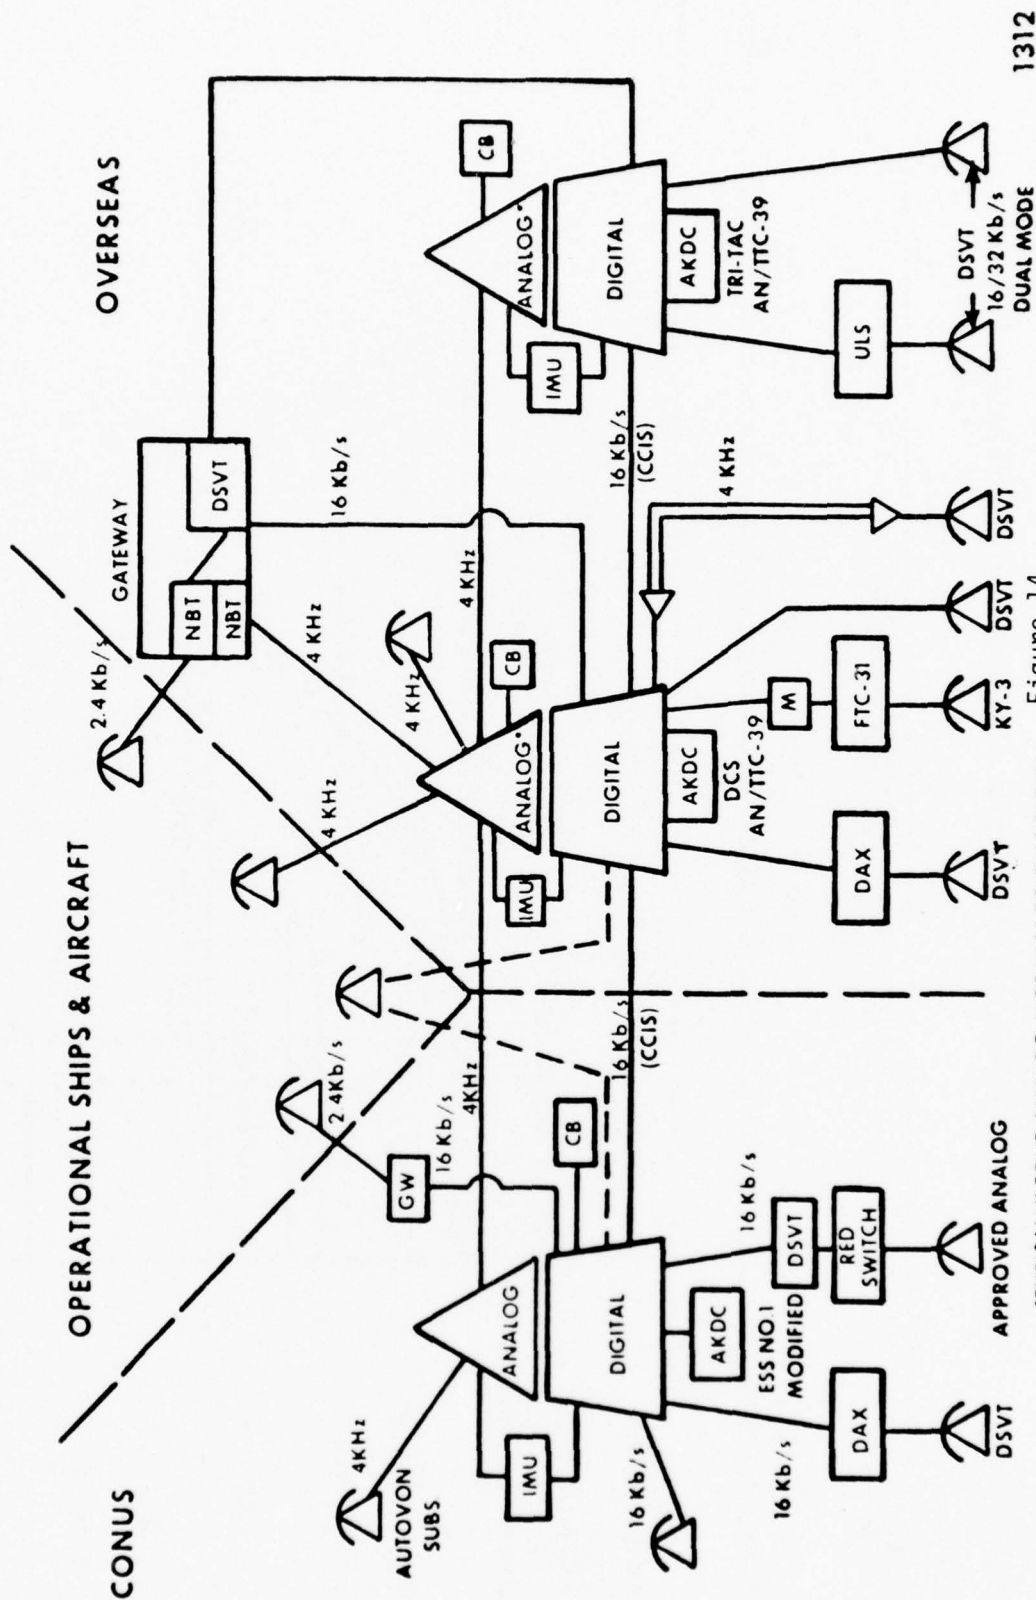 OPERATIONAL SHIPS & AIRCRAFT
CONUS
OVERSEAS
GATEWAY
NBT
NBT
DSVT
2.4 Kb/s
4 KHz
16 Kb/s
4 KHz
4 KHz
2.4Kb/s
GW
16 Kb/s
4KHz
4 KHz
4KHz
AUTOVON
SUBS
IMU
ANALOG
DIGITAL
CB
AKDC
ESS NO.1
MODIFIED
16 Kb/s
16 Kb/s
DAX
DSVT
16 Kb/s
DSVT
RED
SWITCH
APPROVED ANALOG
16 Kb/s
(CCIS)
IMU
ANALOG*
DIGITAL
CB
AKDC
DCS
AN/TTC-39
DAX
DSVT
M
FTC-31
KY-3
DSVT
DSVT
4 KHz
16 Kb/s
(CCIS)
IMU
ANALOG*
DIGITAL
CB
AKDC
TRI-TAC
AN/TTC-39
ULS
DSVT
16/32 Kb/s
DUAL MODE
Figure 14
1312